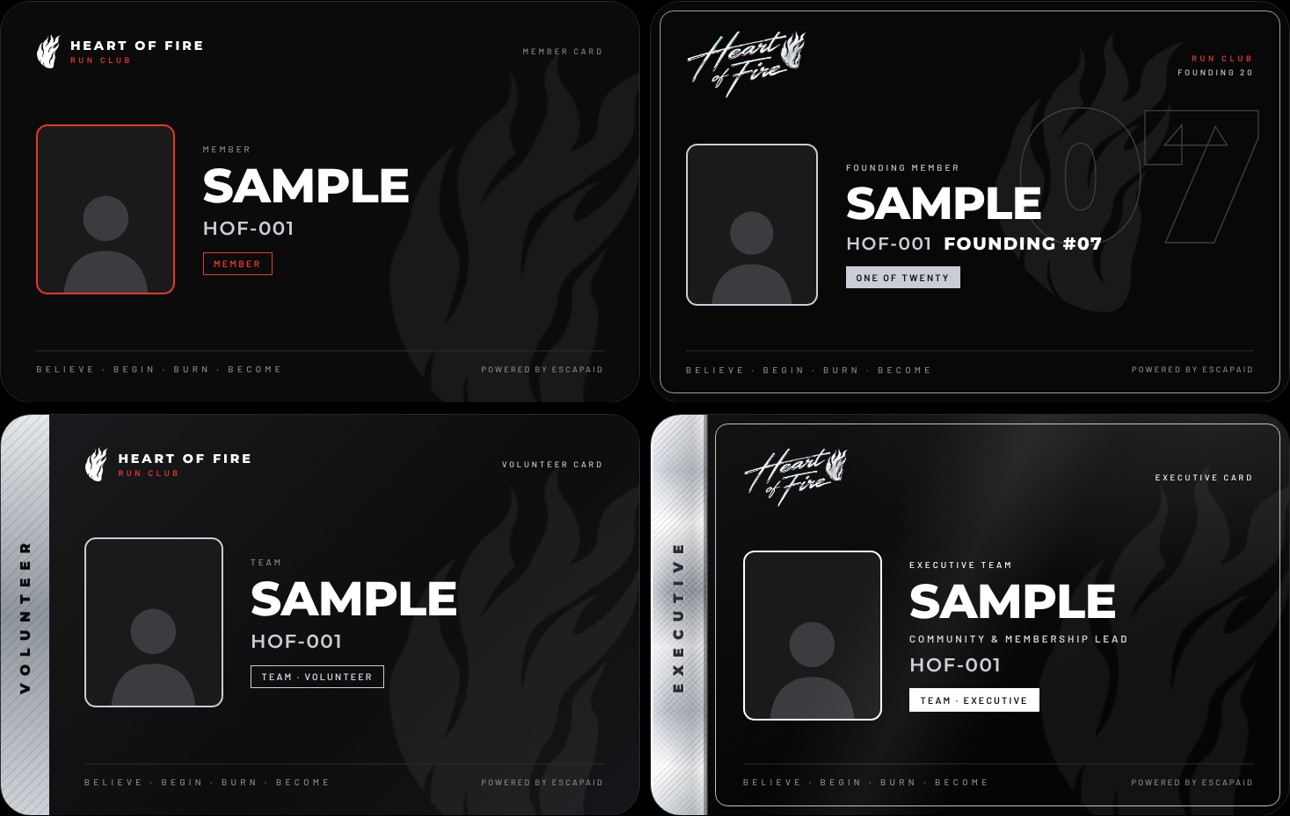 HEART OF FIRE
RUN CLUB
MEMBER CARD
MEMBER
SAMPLE
HOF-001
MEMBER
BELIEVE · BEGIN · BURN · BECOME
POWERED BY ESCAPAID
Heart
of Fire
RUN CLUB
FOUNDING 20
07
FOUNDING MEMBER
SAMPLE
HOF-001 FOUNDING #07
ONE OF TWENTY
BELIEVE · BEGIN · BURN · BECOME
POWERED BY ESCAPAID
VOLUNTEER
HEART OF FIRE
RUN CLUB
VOLUNTEER CARD
TEAM
SAMPLE
HOF-001
TEAM · VOLUNTEER
BELIEVE · BEGIN · BURN · BECOME
POWERED BY ESCAPAID
EXECUTIVE
Heart
of Fire
EXECUTIVE CARD
EXECUTIVE TEAM
SAMPLE
COMMUNITY & MEMBERSHIP LEAD
HOF-001
TEAM · EXECUTIVE
BELIEVE · BEGIN · BURN · BECOME
POWERED BY ESCAPAID